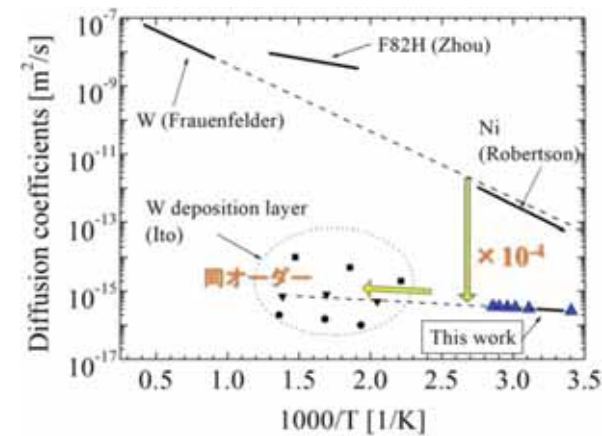 Diffusion coefficients [m²/s]
10⁻⁷
10⁻⁹
10⁻¹¹
10⁻¹³
10⁻¹⁵
10⁻¹⁷
F82H (Zhou)
W (Frauenfelder)
Ni
(Robertson)
W deposition layer
(Ito)
同オーダー
× 10⁻⁴
This work
0.5 1.0 1.5 2.0 2.5 3.0 3.5
1000/T [1/K]